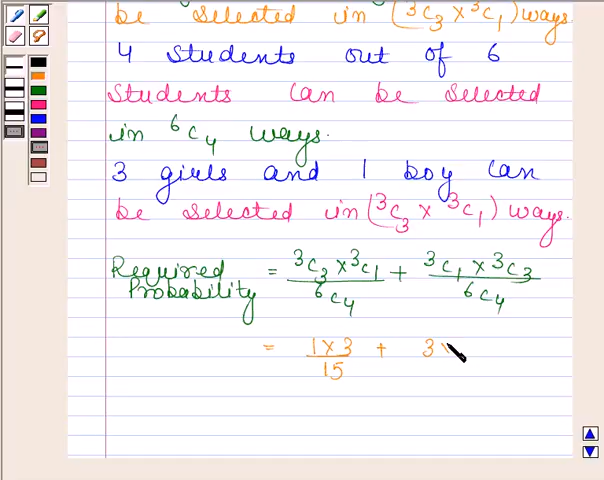 be selected in (³C₃ × ³C₁) ways.
4 students out of 6
students can be selected
in ⁶C₄ ways.
3 girls and 1 boy can
be selected in (³C₃ × ³C₁) ways.
Required Probability = ³C₃ × ³C₁ / ⁶C₄ + ³C₁ × ³C₃ / ⁶C₄
= 1 × 3 / 15 + 3